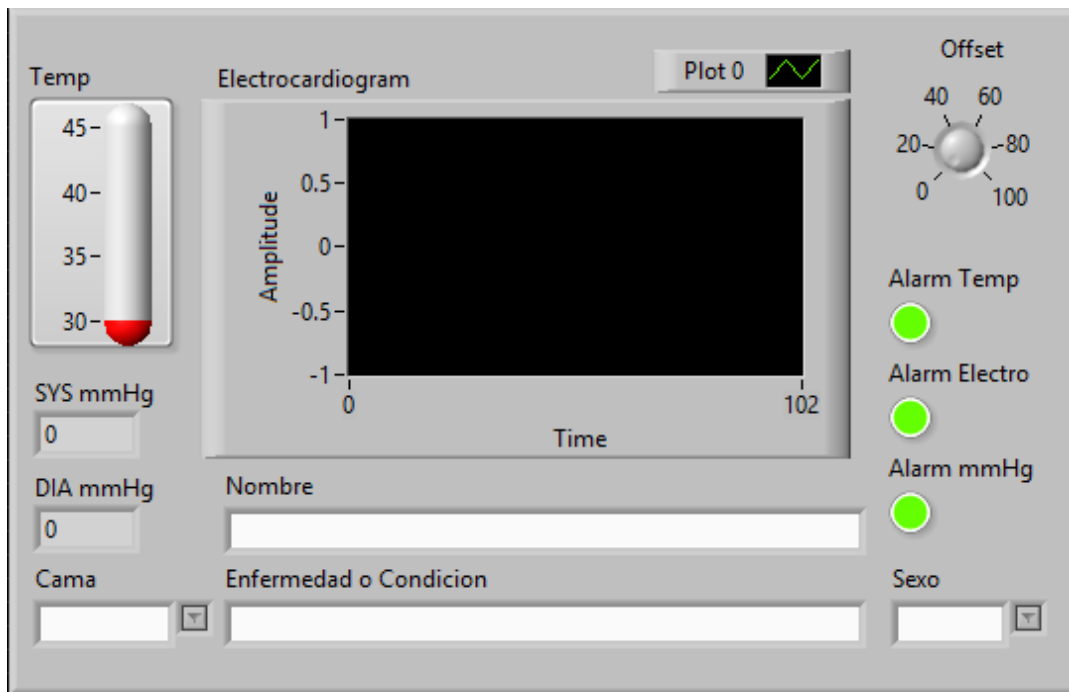 Offset
Temp
Electrocardiogram
Plot 0
45
40
35
30
1
0.5
0
-0.5
-1
Amplitude
0
102
Time
40
60
20
80
0
100
Alarm Temp
Alarm Electro
Alarm mmHg
SYS mmHg
0
DIA mmHg
0
Nombre
Cama
Enfermedad o Condicion
Sexo